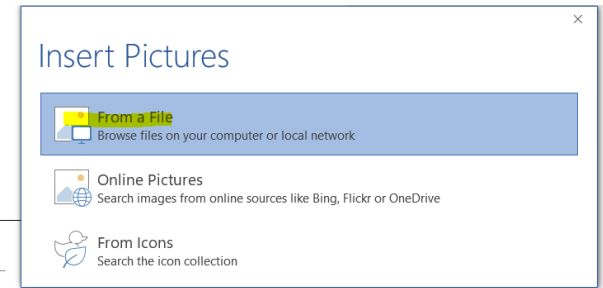 Insert Pictures
From a File
Browse files on your computer or local network
Online Pictures
Search images from online sources like Bing, Flickr or OneDrive
From Icons
Search the icon collection